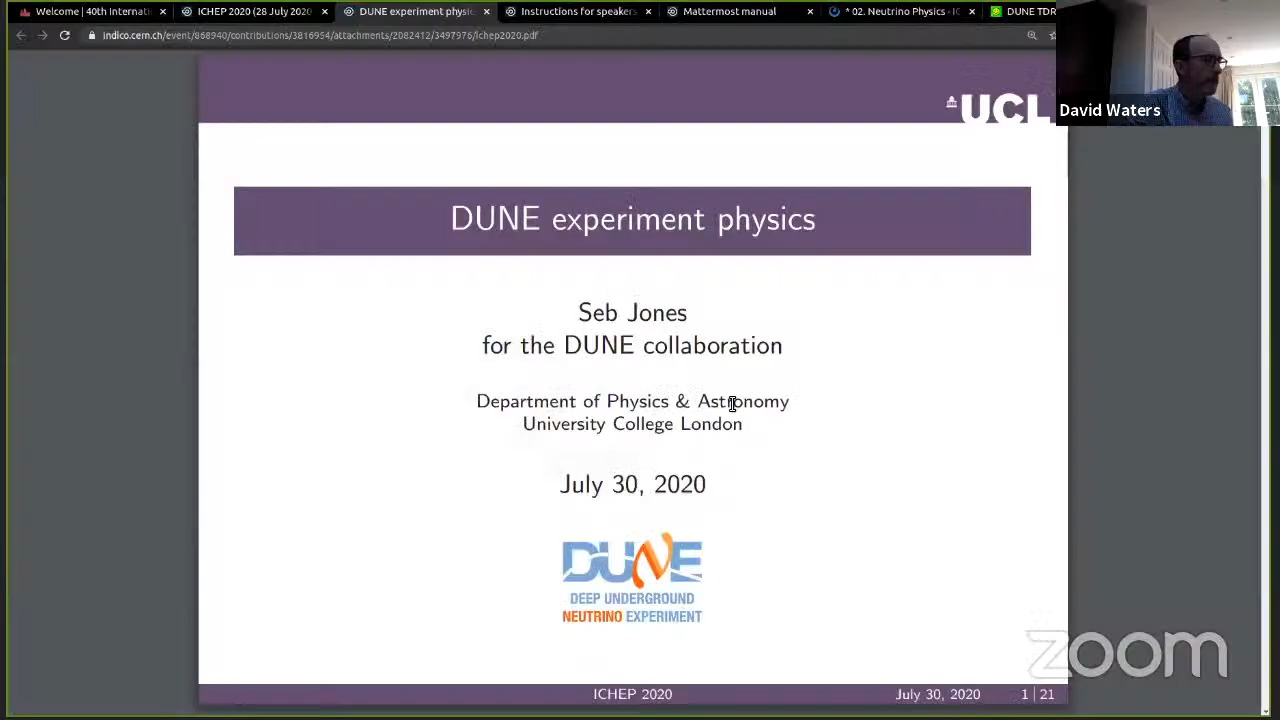 Welcome | 40th Internati
ICHEP 2020 (28 July 2020
DUNE experiment physic
Instructions for speakers
Mattermost manual
* 02. Neutrino Physics - IC
DUNE TDR
indico.cern.ch/event/868940/contributions/3816954/attachments/2082412/3497976/ichep2020.pdf
David Waters
UCL
DUNE experiment physics
Seb Jones
for the DUNE collaboration
Department of Physics & Astronomy
University College London
July 30, 2020
DUNE
DEEP UNDERGROUND
NEUTRINO EXPERIMENT
zoom
ICHEP 2020
July 30, 2020
1 | 21